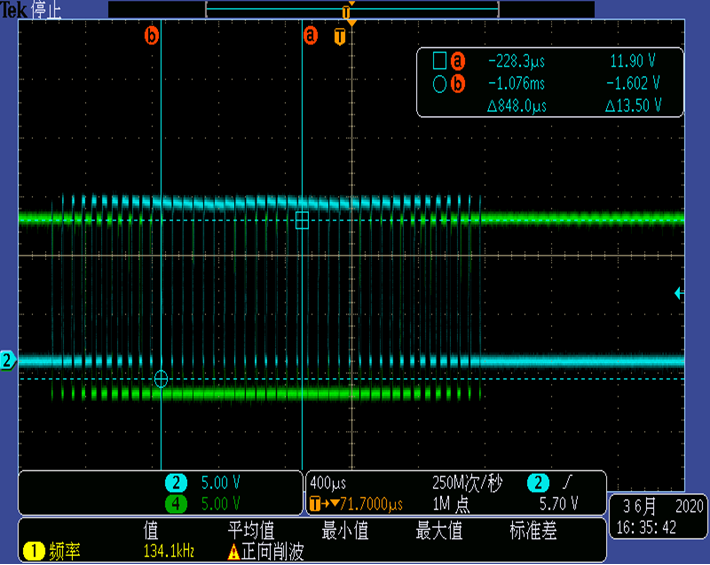 Tek 停止
T
b a T
a -228.3μs 11.90 V
b -1.076ms -1.602 V
Δ848.0μs Δ13.50 V
2
2 5.00 V
4 5.00 V
400μs 250M次/秒 2 5.70 V
T→▼71.7000μs 1M 点
3 6月 2020
16:35:42
值 平均值 最小值 最大值 标准差
1 频率 134.1kHz 正向削波